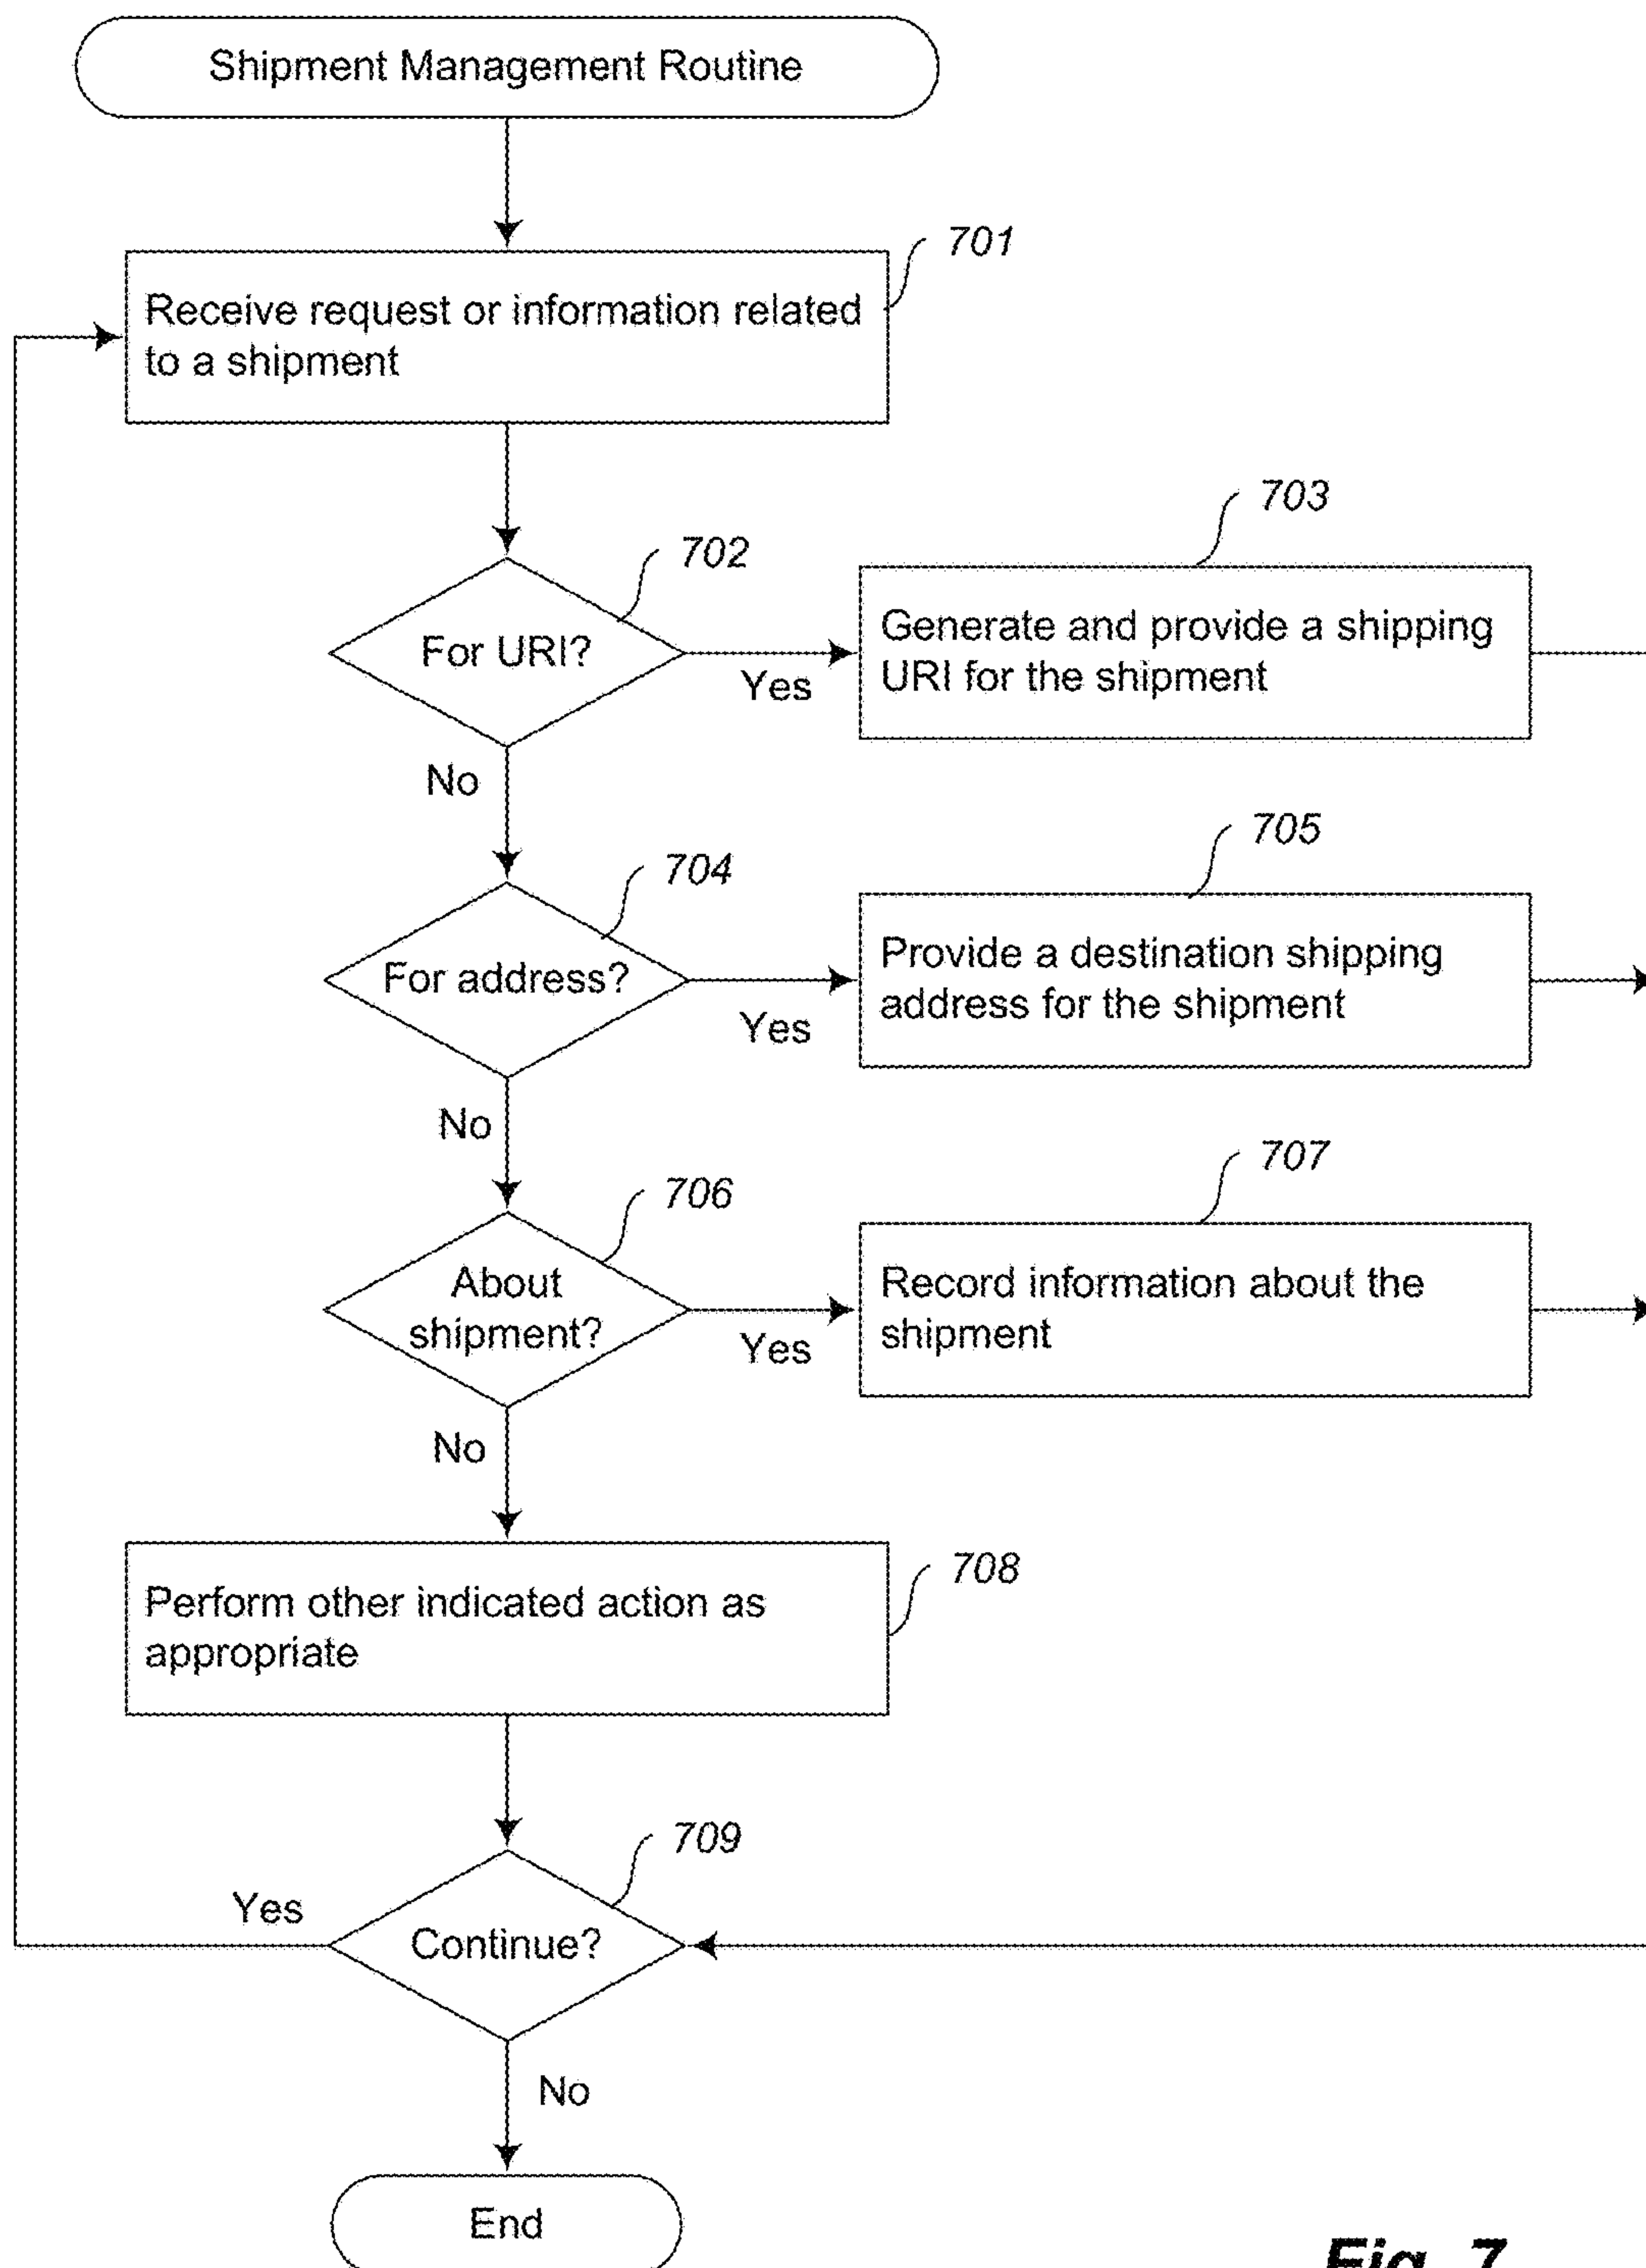 Shipment Management Routine
701
Receive request or information related
to a shipment
703
702
For URI?
Yes
Generate and provide a shipping
URI for the shipment
No
705
704
For address?
Yes
Provide a destination shipping
address for the shipment
No
707
706
About
shipment?
Yes
Record information about the
shipment
No
708
Perform other indicated action as
appropriate
709
Yes
Continue?
No
End
Fig. 7